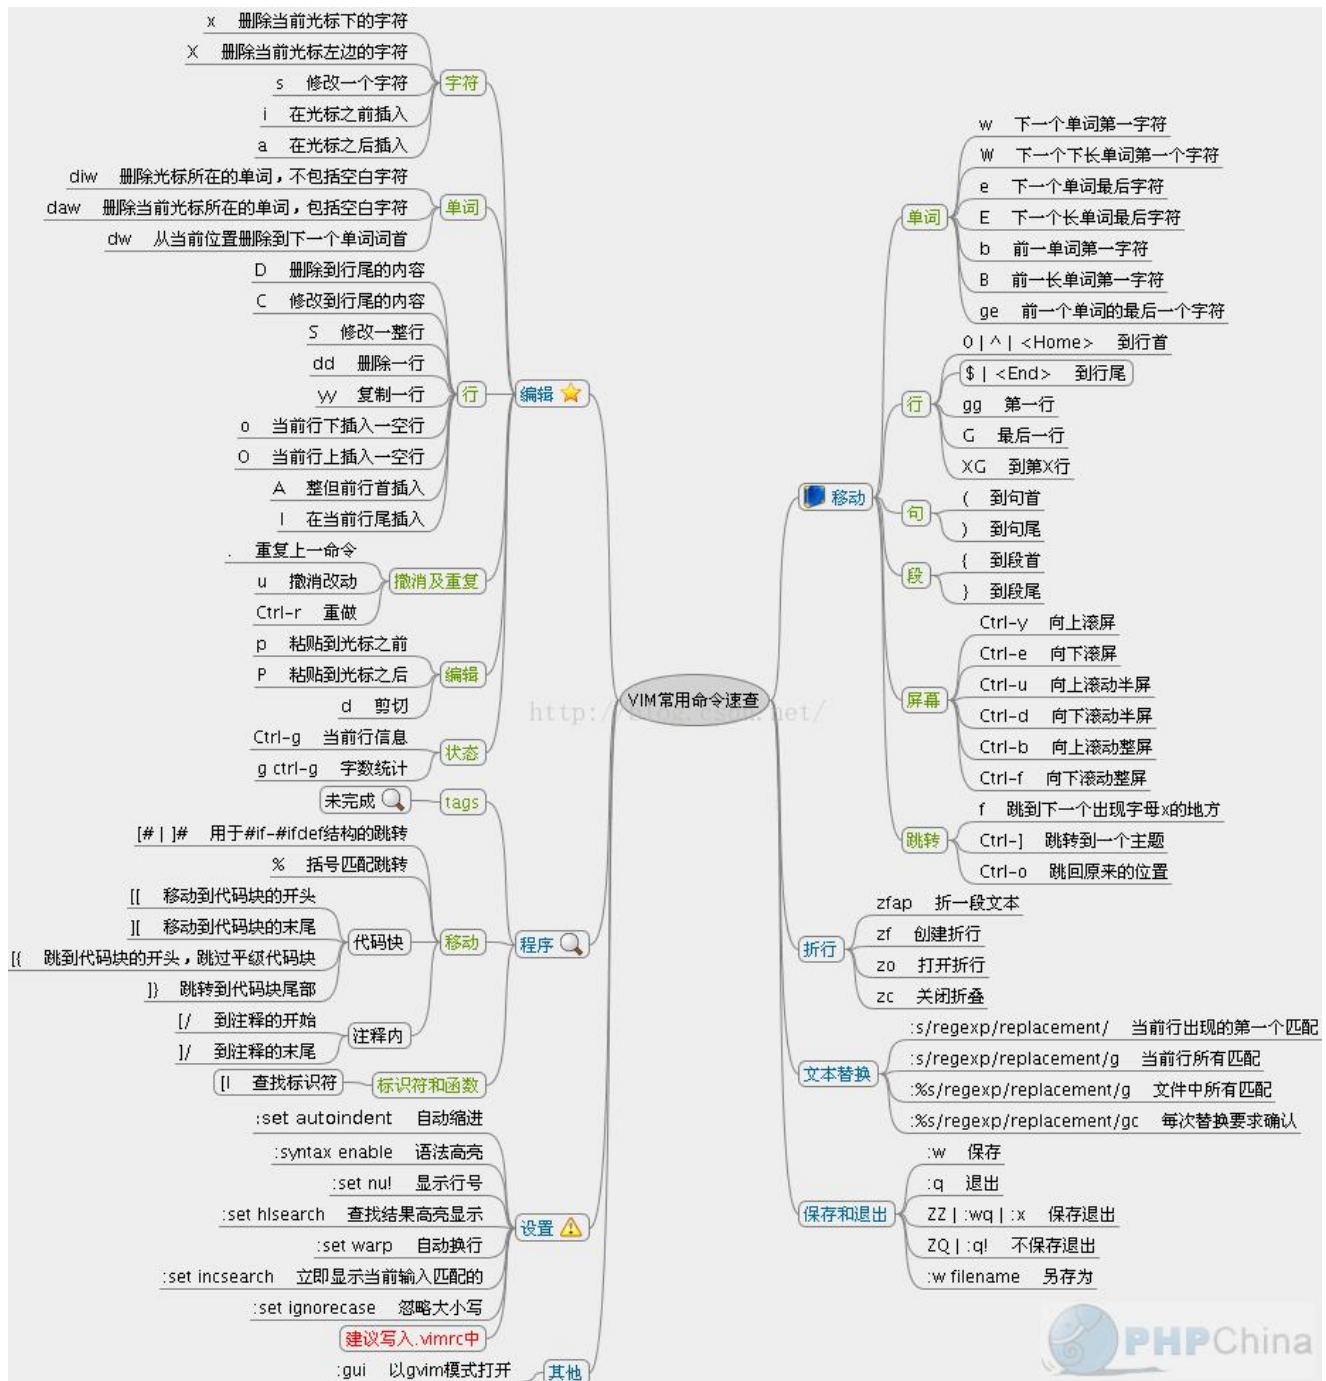 VIM常用命令速查
编辑
字符
x 删除当前光标下的字符
X 删除当前光标左边的字符
s 修改一个字符
i 在光标之前插入
a 在光标之后插入
单词
diw 删除光标所在的单词，不包括空白字符
daw 删除当前光标所在的单词，包括空白字符
dw 从当前位置删除到下一个单词词首
行
D 删除到行尾的内容
C 修改到行尾的内容
S 修改一整行
dd 删除一行
yy 复制一行
o 当前行下插入一空行
O 当前行上插入一空行
A 整但前行首插入
I 在当前行尾插入
撤消及重复
. 重复上一命令
u 撤消改动
Ctrl-r 重做
编辑
p 粘贴到光标之前
P 粘贴到光标之后
d 剪切
状态
Ctrl-g 当前行信息
g ctrl-g 字数统计
程序
tags
未完成
移动
[# | ]# 用于#if-#ifdef结构的跳转
% 括号匹配跳转
代码快
[[ 移动到代码块的开头
][ 移动到代码块的末尾
[{ 跳到代码块的开头，跳过平级代码块
]} 跳转到代码块尾部
注释内
[/ 到注释的开始
]/ 到注释的末尾
标识符和函数
[I 查找标识符
设置
:set autoindent 自动缩进
:syntax enable 语法高亮
:set nu! 显示行号
:set hlsearch 查找结果高亮显示
:set warp 自动换行
:set incsearch 立即显示当前输入匹配的
:set ignorecase 忽略大小写
建议写入.vimrc中
其他
:gui 以gvim模式打开
移动
单词
w 下一个单词第一字符
W 下一个下长单词第一个字符
e 下一个单词最后字符
E 下一个长单词最后字符
b 前一单词第一字符
B 前一长单词第一字符
ge 前一个单词的最后一个字符
行
0 | ^ | <Home> 到行首
$ | <End> 到行尾
gg 第一行
G 最后一行
XG 到第X行
句
( 到句首
) 到句尾
段
{ 到段首
} 到段尾
屏幕
Ctrl-y 向上滚屏
Ctrl-e 向下滚屏
Ctrl-u 向上滚动半屏
Ctrl-d 向下滚动半屏
Ctrl-b 向上滚动整屏
Ctrl-f 向下滚动整屏
跳转
f 跳到下一个出现字母x的地方
Ctrl-] 跳转到一个主题
Ctrl-o 跳回原来的位置
折行
zfap 折一段文本
zf 创建折行
zo 打开折行
zc 关闭折叠
文本替换
:s/regexp/replacement/ 当前行出现的第一个匹配
:s/regexp/replacement/g 当前行所有匹配
:%s/regexp/replacement/g 文件中所有匹配
:%s/regexp/replacement/gc 每次替换要求确认
保存和退出
:w 保存
:q 退出
ZZ | :wq | :x 保存退出
ZQ | :q! 不保存退出
:w filename 另存为
PHPChina